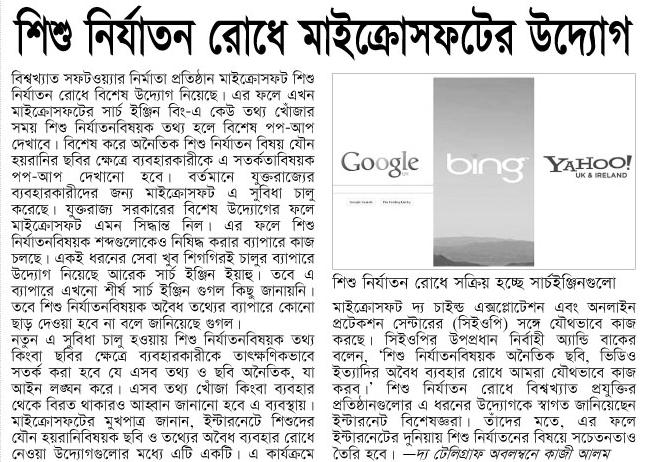 শিশু নির্যাতন রোধে মাইক্রোসফটের উদ্যোগ
বিশ্বখ্যাত সফটওয়্যার নির্মাতা প্রতিষ্ঠান মাইক্রোসফট শিশু
নির্যাতন রোধে বিশেষ উদ্যোগ নিয়েছে। এর ফলে এখন
মাইক্রোসফটের সার্চ ইঞ্জিন বিং-এ কেউ তথ্য খোঁজার
সময় শিশু নির্যাতনবিষয়ক তথ্য হলে বিশেষ পপ-আপ
দেখাবে। বিশেষ করে অনৈতিক শিশু নির্যাতন বিষয় যৌন
হয়রানির ছবির ক্ষেত্রে ব্যবহারকারীকে এ সতর্কতাবিষয়ক
পপ-আপ দেখানো হবে। বর্তমানে যুক্তরাজ্যের
ব্যবহারকারীদের জন্য মাইক্রোসফট এ সুবিধা চালু
করেছে। যুক্তরাজ্য সরকারের বিশেষ উদ্যোগের ফলে
মাইক্রোসফট এমন সিদ্ধান্ত নিল। এর ফলে শিশু
নির্যাতনবিষয়ক শব্দগুলোকেও নিষিদ্ধ করার ব্যাপারে কাজ
চলছে। একই ধরনের সেবা খুব শিগগিরই চালুর ব্যাপারে
উদ্যোগ নিয়েছে আরেক সার্চ ইঞ্জিন ইয়াহু। তবে এ
ব্যাপারে এখনো শীর্ষ সার্চ ইঞ্জিন গুগল কিছু জানায়নি।
তবে শিশু নির্যাতনবিষয়ক অবৈধ তথ্যের ব্যাপারে কোনো
ছাড় দেওয়া হবে না বলে জানিয়েছে গুগল।
নতুন এ সুবিধা চালু হওয়ায় শিশু নির্যাতনবিষয়ক তথ্য
কিংবা ছবির ক্ষেত্রে ব্যবহারকারীকে তাৎক্ষণিকভাবে
সতর্ক করা হবে যে এসব তথ্য ও ছবি অনৈতিক, যা
আইন লঙ্ঘন করে। এসব তথ্য খোঁজা কিংবা ব্যবহার
থেকে বিরত থাকারও আহ্বান জানানো হবে এ ব্যবস্থায়।
মাইক্রোসফটের মুখপাত্র জানান, ইন্টারনেটে শিশুদের
যৌন হয়রানিবিষয়ক ছবি ও তথ্যের অবৈধ ব্যবহার রোধে
নেওয়া উদ্যোগগুলোর মধ্যে এটি একটি। এ কার্যক্রমে
Google
bing
YAHOO!
UK & IRELAND
শিশু নির্যাতন রোধে সক্রিয় হচ্ছে সার্চইঞ্জিনগুলো
মাইক্রোসফট দ্য চাইল্ড এক্সপ্লোটেশন এবং অনলাইন
প্রটেকশন সেন্টারের (সিইওপি) সঙ্গে যৌথভাবে কাজ
করছে। সিইওপির উপপ্রধান নির্বাহী অ্যান্ডি বাকের
বলেন, ‘শিশু নির্যাতনবিষয়ক অনৈতিক ছবি, ভিডিও
ইত্যাদির অবৈধ ব্যবহার রোধে আমরা যৌথভাবে কাজ
করব।’ শিশু নির্যাতন রোধে বিশ্বখ্যাত প্রযুক্তির
প্রতিষ্ঠানগুলোর এ ধরনের উদ্যোগকে স্বাগত জানিয়েছেন
ইন্টারনেট বিশেষজ্ঞরা। তাঁদের মতে, এর ফলে
ইন্টারনেটের দুনিয়ায় শিশু নির্যাতনের বিষয়ে সচেতনতাও
তৈরি হবে। —দ্য টেলিগ্রাফ অবলম্বনে কাজী আলম